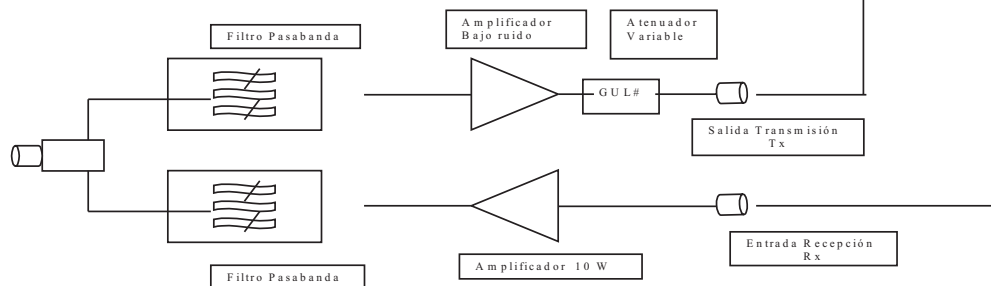 Filtro Pasabanda
Amplificador
Bajo ruido
Atenuador
Variable
GUL#
Salida Transmisión
Tx
Entrada Recepción
Rx
Amplificador 10 W
Filtro Pasabanda